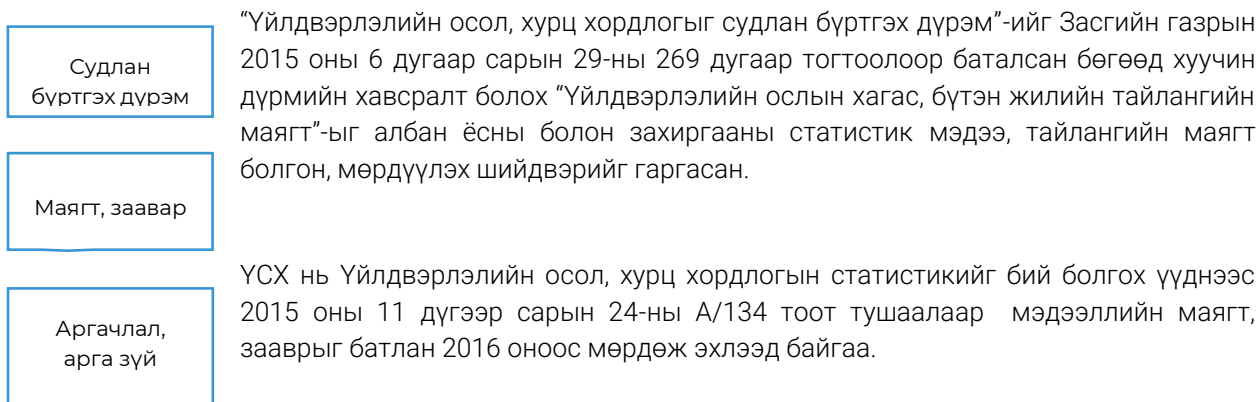 Судлан
бүртгэх дүрэм
“Үйлдвэрлэлийн осол, хурц хордлогыг судлан бүртгэх дүрэм”-ийг Засгийн газрын
2015 оны 6 дугаар сарын 29-ны 269 дугаар тогтоолоор баталсан бөгөөд хуучин
дүрмийн хавсралт болох “Үйлдвэрлэлийн ослын хагас, бүтэн жилийн тайлангийн
маягт”-ыг албан ёсны болон захиргааны статистик мэдээ, тайлангийн маягт
болгон, мөрдүүлэх шийдвэрийг гаргасан.
Маягт, заавар
Аргачлал,
арга зүй
ҮСХ нь Үйлдвэрлэлийн осол, хурц хордлогын статистикийг бий болгох үүднээс
2015 оны 11 дүгээр сарын 24-ны А/134 тоот тушаалаар мэдээллийн маягт,
зааврыг батлан 2016 оноос мөрдөж эхлээд байгаа.